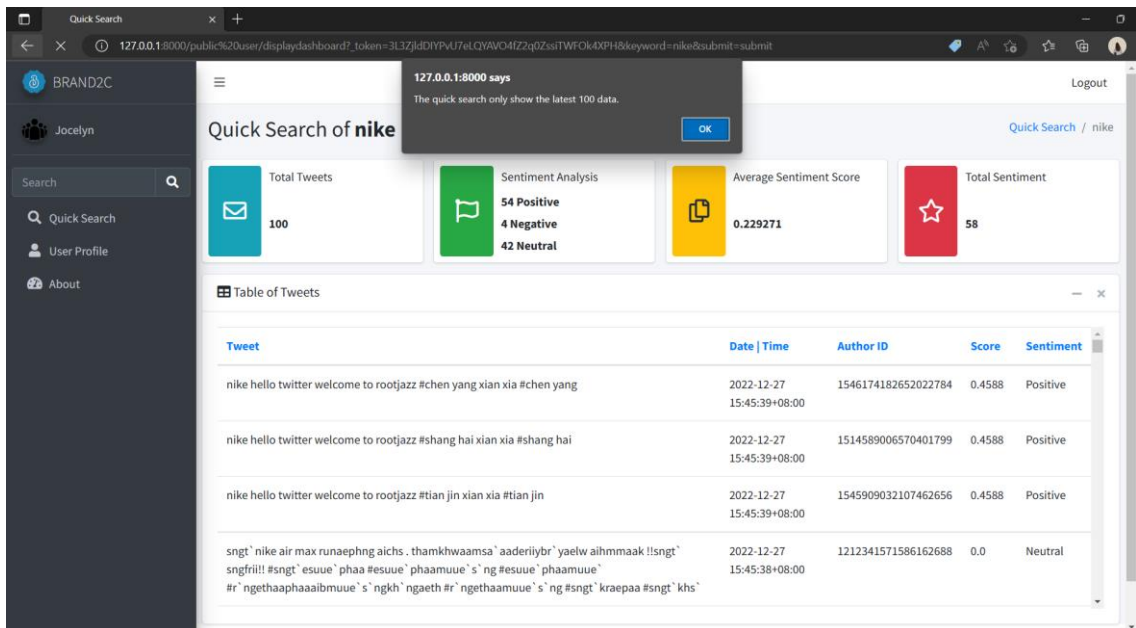 Quick Search
127.0.0.1:8000/public%20user/displaydashboard?_token=3L3ZjldDIYPvU7eLQYAVO4fZ2q0ZssiTWFOk4XPH&keyword=nike&submit=submit
BRAND2C
Logout
127.0.0.1:8000 says
The quick search only show the latest 100 data.
OK
Jocelyn
Quick Search of nike
Quick Search / nike
Search
Quick Search
User Profile
About
Total Tweets
100
Sentiment Analysis
54 Positive
4 Negative
42 Neutral
Average Sentiment Score
0.229271
Total Sentiment
58
Table of Tweets
Tweet Date | Time Author ID Score Sentiment
nike hello twitter welcome to rootjazz #chen yang xian xia #chen yang 2022-12-27 1546174182652022784 0.4588 Positive
15:45:39+08:00
nike hello twitter welcome to rootjazz #shang hai xian xia #shang hai 2022-12-27 1514589006570401799 0.4588 Positive
15:45:39+08:00
nike hello twitter welcome to rootjazz #tian jin xian xia #tian jin 2022-12-27 1545909032107462656 0.4588 Positive
15:45:39+08:00
sngt`nike air max runaephng aichs . thamkhwaamsa`aaderiiybr`yaelw aihmmaak !!sngt` 2022-12-27 1212341571586162688 0.0 Neutral
sngfrii!! #sngt`esuue`phaa #esuue`phaamuue`s`ng #esuue`phaamuue` 15:45:38+08:00
#r`ngethaaphaaaibmuue`s`ngkh`ngaeth #r`ngethaamuue`s`ng #sngt`kraepaa #sngt`khs`